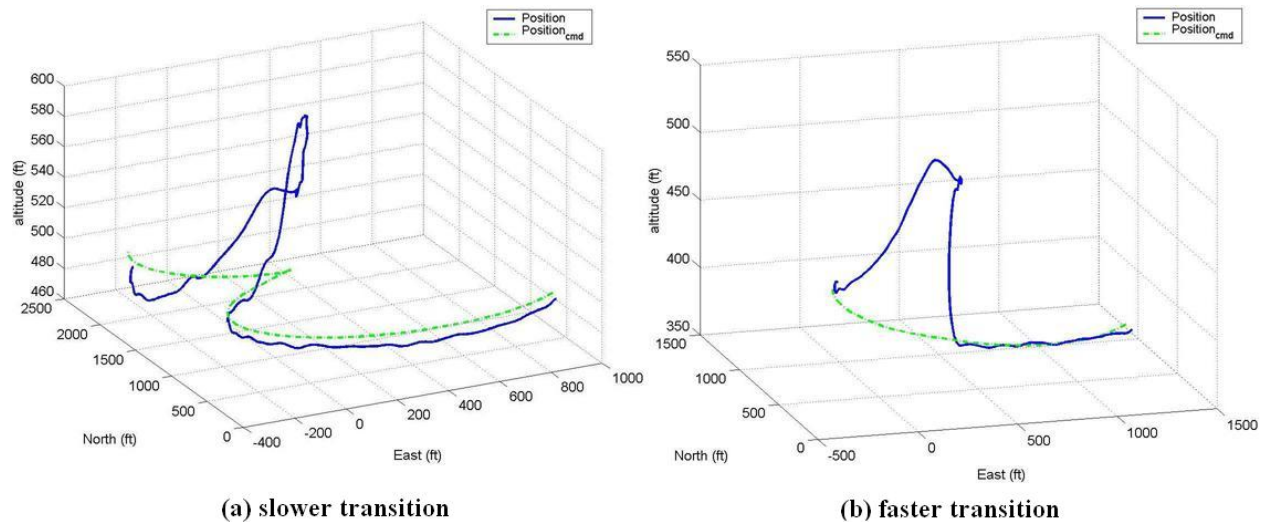 Position
Position_cmd
600
580
560
540
520
500
480
460
altitude (ft)
2500
2000
1500
1000
500
0
North (ft)
-400
-200
0
200
400
600
800
1000
East (ft)
(a) slower transition
Position
Position_cmd
550
500
450
400
350
altitude (ft)
1000
500
0
North (ft)
-500
0
500
1000
1500
East (ft)
(b) faster transition